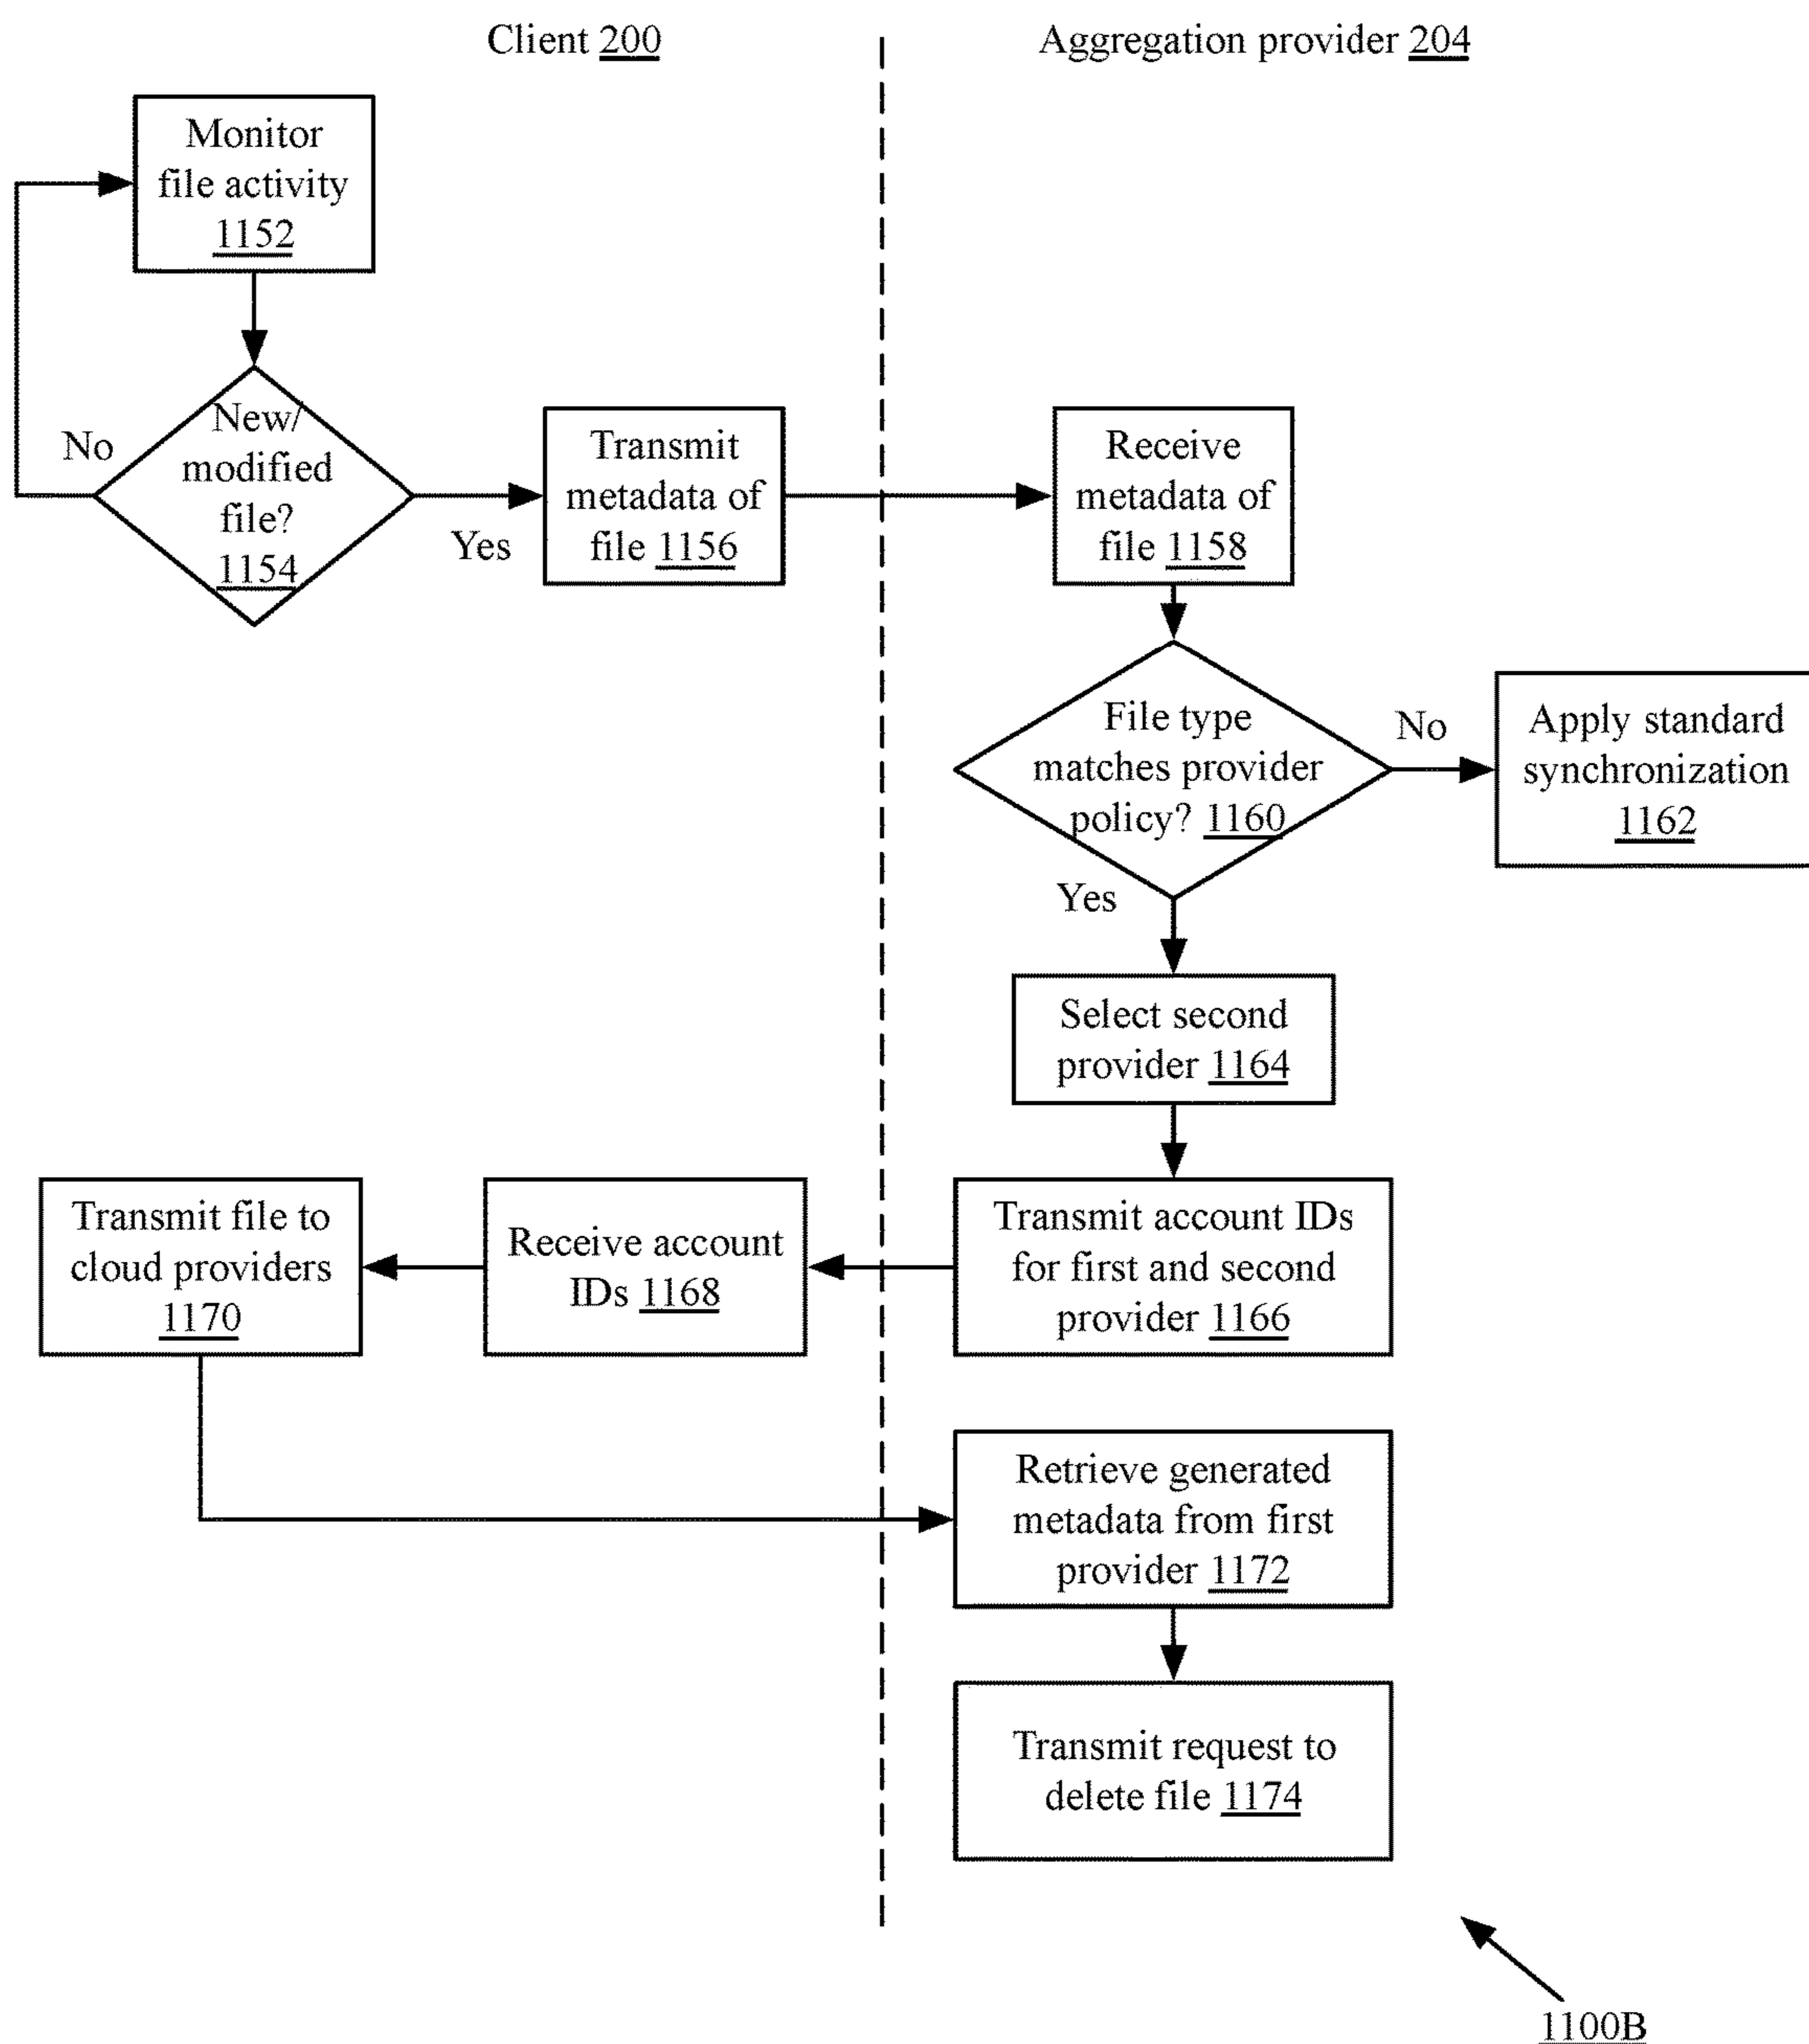 Client 200
Aggregation provider 204
Monitor
file activity
1152
New/
modified
file?
1154
No
Yes
Transmit
metadata of
file 1156
Receive
metadata of
file 1158
File type
matches provider
policy? 1160
No
Apply standard
synchronization
1162
Yes
Select second
provider 1164
Transmit account IDs
for first and second
provider 1166
Receive account
IDs 1168
Transmit file to
cloud providers
1170
Retrieve generated
metadata from first
provider 1172
Transmit request to
delete file 1174
1100B